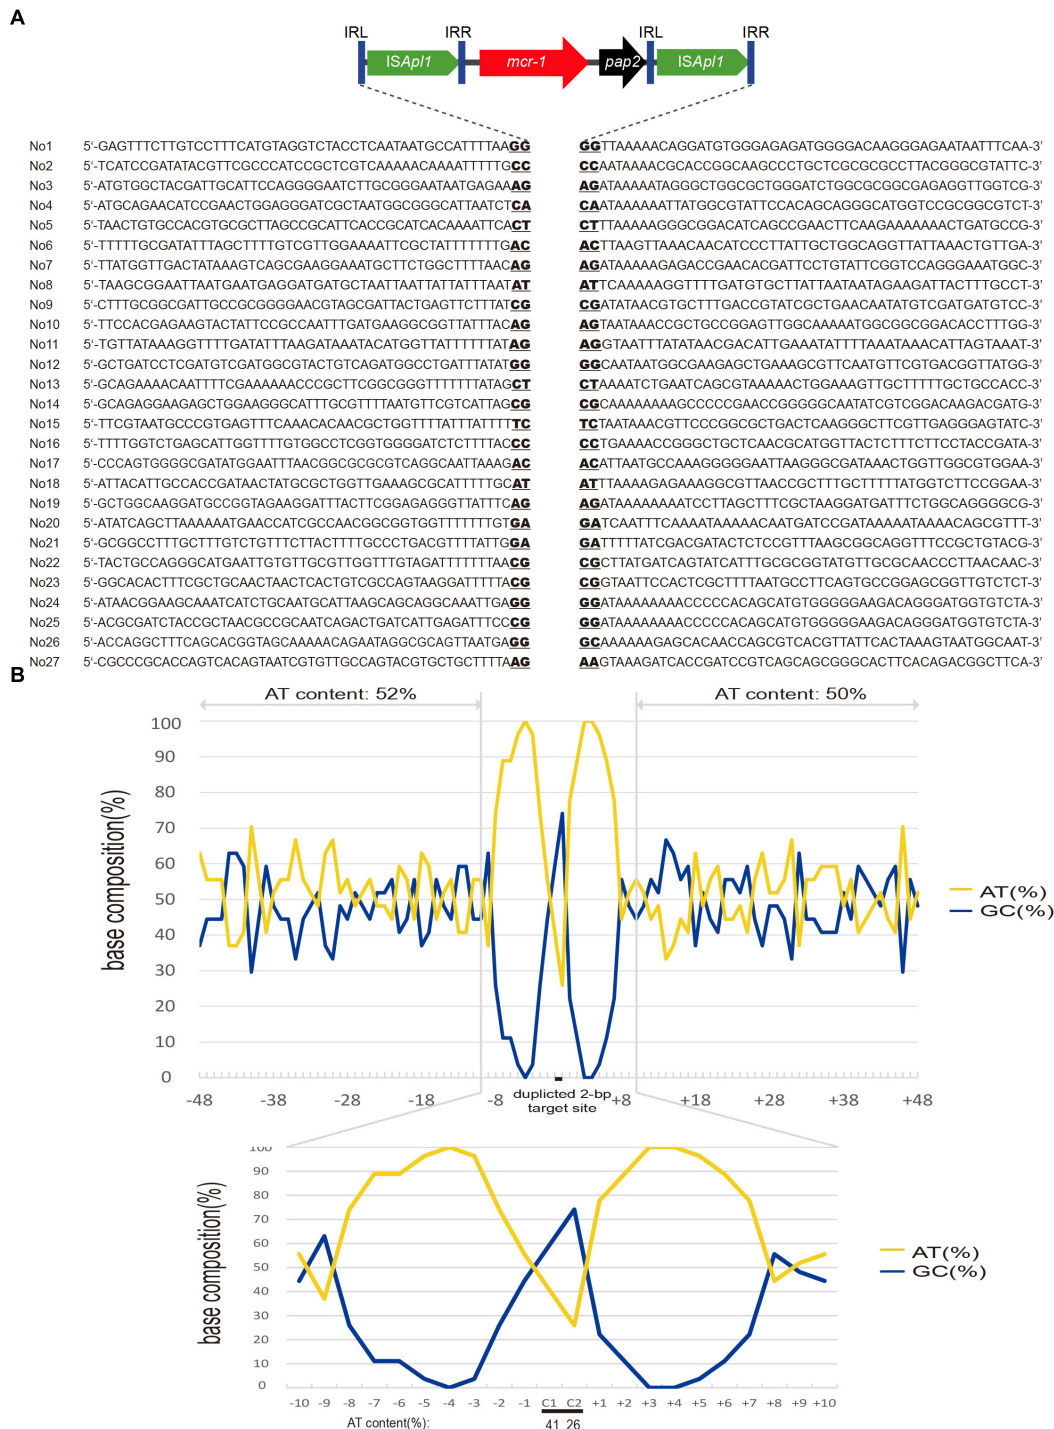 A
IRL IRR IRL IRR
ISApl1 mcr-1 pap2 ISApl1
No1 5'-GAGTTTCTTGTCCTTTCATGTAGGTCTACCTCAATAATGCCATTTTAAGG GGTTAAAAACAGGATGTGGGAGAGATGGGGACAAGGGAGAATAATTTCAA-3'
No2 5'-TCATCCGATATACGTTCGCCCATCCGCTCGTCAAAAACAAAATTTTTGCC CCAATAAAACGCACCGGCAAGCCCTGCTCGCGCGCCTTACGGGCGTATTC-3'
No3 5'-ATGTGGCTACGATTGCATTCCAGGGGAATCTTGCGGGAATAATGAGAAAG AGATAAAAATAGGGCTGGCGCTGGGATCTGGCGCGGCGAGAGGTTGGTCG-3'
No4 5'-ATGCAGAACATCCGAACTGGAGGGATCGCTAATGGCGGGCATTAATCTCA CAATAAAAAATTATGGCGTATTCCACAGCAGGGCATGGTCCGCGGCGTCT-3'
No5 5'-TAACTGTGCCACGTGCGCTTAGCCGCATTCACCGCATCACAAAATTCACT CTTTAAAAAGGGCGGACATCAGCCGAACTTCAAGAAAAAAACTGATGCCG-3'
No6 5'-TTTTTGCGATATTTAGCTTTTGTCGTTGGAAAATTCGCTATTTTTTTGAC ACTTAAGTTAAACAACATCCCTTATTGCTGGCAGGTTATTAAACTGTTGA-3'
No7 5'-TTATGGTTGACTATAAAGTCAGCGAAGGAAATGCTTCTGGCTTTTAACAG AGATAAAAAGAGACCGAACACGATTCCTGTATTCGGTCCAGGGAAATGGC-3'
No8 5'-TAAGCGGAATTAATGAATGAGGATGATGCTAATTAATTATTATTTAATAT ATTCAAAAAGGTTTTGATGTGCTTATTAATAATAGAAGATTACTTTGCCT-3'
No9 5'-CTTTGCGGCGATTGCCGCGGGGAACGTAGCGATTACTGAGTTCTTTATCG CGATATAACGTGCTTTGACCGTATCGCTGAACAATATGTCGATGATGTCC-3'
No10 5'-TTCCACGAGAAGTACTATTCCGCCAATTTGATGAAGGCGGTTATTTACAG AGTAATAAACCGCTGCCGGAGTTGGCAAAAATGGCGGCGGACACCTTTGG-3'
No11 5'-TGTTATAAAGGTTTTGATATTTAAGATAAATACATGGTTATTTTTTATAG AGGTAATTTATATAACGACATTGAAATATTTTAAATAAACATTAGTAAAT-3'
No12 5'-GCTGATCCTCGATGTCGATGGCGTACTGTCAGATGGCCTGATTTATATGG GGCAATAATGGCGAAGAGCTGAAAGCGTTCAATGTTCGTGACGGTTATGG-3'
No13 5'-GCAGAAAACAATTTTCGAAAAAACCCGCTTCGGCGGGTTTTTTTATAGCT CTAAAATCTGAATCAGCGTAAAAACTGGAAAGTTGCTTTTTGCTGCCACC-3'
No14 5'-GCAGAGGAAGAGCTGGAAGGGCATTTGCGTTTTAATGTTCGTCATTAGCG CGCAAAAAAAAGCCCCCGAACCGGGGGCAATATCGTCGGACAAGACGATG-3'
No15 5'-TTCGTAATGCCCGTGAGTTTCAAACACAACGCTGGTTTTATTTATTTTTC TCTAATAAACGTTCCCGGCGCTGACTCAAGGGCTTCGTTGAGGGAGTATC-3'
No16 5'-TTTTGGTCTGAGCATTGGTTTTGTGGCCTCGGTGGGGATCTCTTTTACCC CCTGAAAACCGGGCTGCTCAACGCATGGTTACTCTTTCTTCCTACCGATA-3'
No17 5'-CCCAGTGGGGCGATATGGAATTTAACGGCGCGCGTCAGGCAATTAAAGAC ACATTAATGCCAAAGGGGGAATTAAGGGCGATAAACTGGTTGGCGTGGAA-3'
No18 5'-ATTACATTGCCACCGATAACTATGCGCTGGTTGAAAGCGCATTTTTGCAT ATTTAAAAGAGAAAGGCGTTAACCGCTTTGCTTTTTATGGTCTTCCGGAA-3'
No19 5'-GCTGGCAAGGATGCCGGTAGAAGGATTTACTTCGGAGAGGGTTATTTCAG AGATAAAAAAAATCCTTAGCTTTCGCTAAGGATGATTTCTGGCAGGGGCG-3'
No20 5'-ATATCAGCTTAAAAAATGAACCATCGCCAACGGCGGTGGTTTTTTTGTGA GATCAATTTCAAAATAAAAACAATGATCCGATAAAAATAAAACAGCGTTT-3'
No21 5'-GCGGCCTTTGCTTTGTCTGTTTCTTACTTTTGCCCTGACGTTTTATTGGA GATTTTTATCGACGATACTCTCCGTTTAAGCGGCAGGTTTCCGCTGTACG-3'
No22 5'-TACTGCCAGGGCATGAATTGTGTTGCGTTGGTTTGTAGATTTTTTAACCG CGCTTATGATCAGTATCATTTGCGCGGTATGTTGCGCAACCCTTAACAAC-3'
No23 5'-GGCACACTTTCGCTGCAACTAACTCACTGTCGCCAGTAAGGATTTTTACG CGGTAATTCCACTCGCTTTTAATGCCTTCAGTGCCGGAGCGGTTGTCTCT-3'
No24 5'-ATAACGGAAGCAAATCATCTGCAATGCATTAAGCAGCAGGCAAATTGAGG GGATAAAAAAAACCCCCACAGCATGTGGGGGAAGACAGGGATGGTGTCTA-3'
No25 5'-ACGCGATCTACCGCTAACGCCGCAATCAGACTGATCATTGAGATTTCCCG GGATAAAAAAAACCCCCACAGCATGTGGGGGAAGACAGGGATGGTGTCTA-3'
No26 5'-ACCAGGCTTTCAGCACGGTAGCAAAAACAGAATAGGCGCAGTTAATGAGG GCAAAAAAGAGCACAACCAGCGTCACGTTATTCACTAAAGTAATGGCAAT-3'
No27 5'-CGCCCGCACCAGTCACAGTAATCGTGTTGCCAGTACGTGCTGCTTTTAAG AAGTAAAGATCACCGATCCGTCAGCAGCGGGCACTTCACAGACGGCTTCA-3'
B
AT content: 52% AT content: 50%
100
90
80
70
60
50
40
30
20
10
0
base composition(%)
AT(%)
GC(%)
-48 -38 -28 -18 -8 +8 +18 +28 +38 +48
duplicted 2-bp
target site
100
90
80
70
60
50
40
30
20
10
0
base composition(%)
AT(%)
GC(%)
-10 -9 -8 -7 -6 -5 -4 -3 -2 -1 C1 C2 +1 +2 +3 +4 +5 +6 +7 +8 +9 +10
AT content(%): 41 26